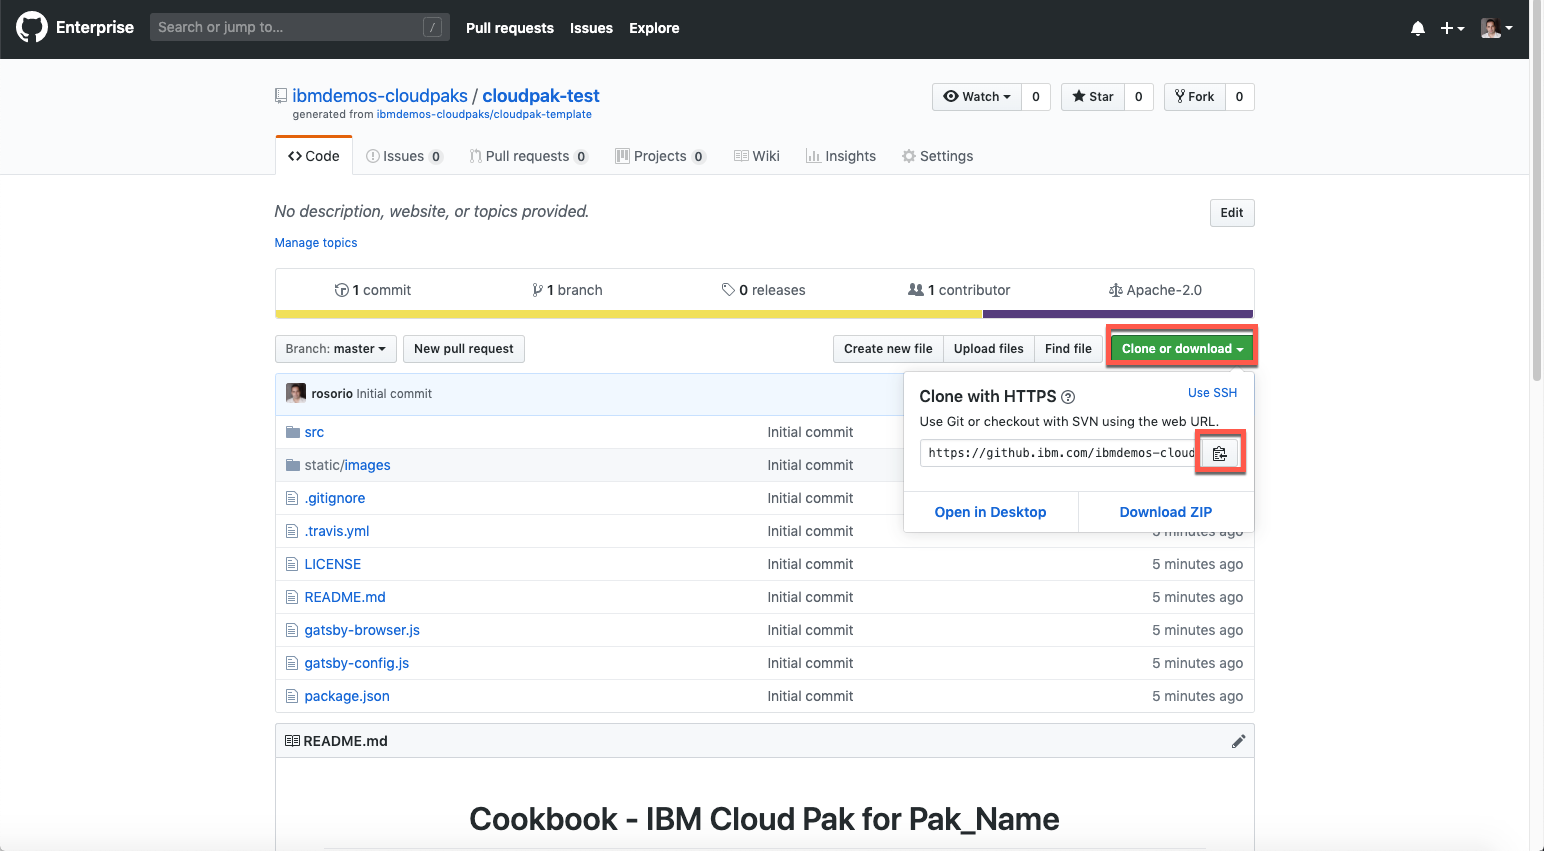 Enterprise
Search or jump to...
/
Pull requests
Issues
Explore
ibmdemos-cloudpaks / cloudpak-test
generated from ibmdemos-cloudpaks/cloudpak-template
Watch 0
Star 0
Fork 0
Code
Issues 0
Pull requests 0
Projects 0
Wiki
Insights
Settings
No description, website, or topics provided.
Edit
Manage topics
1 commit
1 branch
0 releases
1 contributor
Apache-2.0
Branch: master
New pull request
Create new file
Upload files
Find file
Clone or download
Clone with HTTPS
Use SSH
Use Git or checkout with SVN using the web URL.
https://github.ibm.com/ibmdemos-cloud
Open in Desktop
Download ZIP
rosorio Initial commit
src Initial commit
static/images Initial commit
.gitignore Initial commit
.travis.yml Initial commit 5 minutes ago
LICENSE Initial commit 5 minutes ago
README.md Initial commit 5 minutes ago
gatsby-browser.js Initial commit 5 minutes ago
gatsby-config.js Initial commit 5 minutes ago
package.json Initial commit 5 minutes ago
README.md
Cookbook - IBM Cloud Pak for Pak_Name